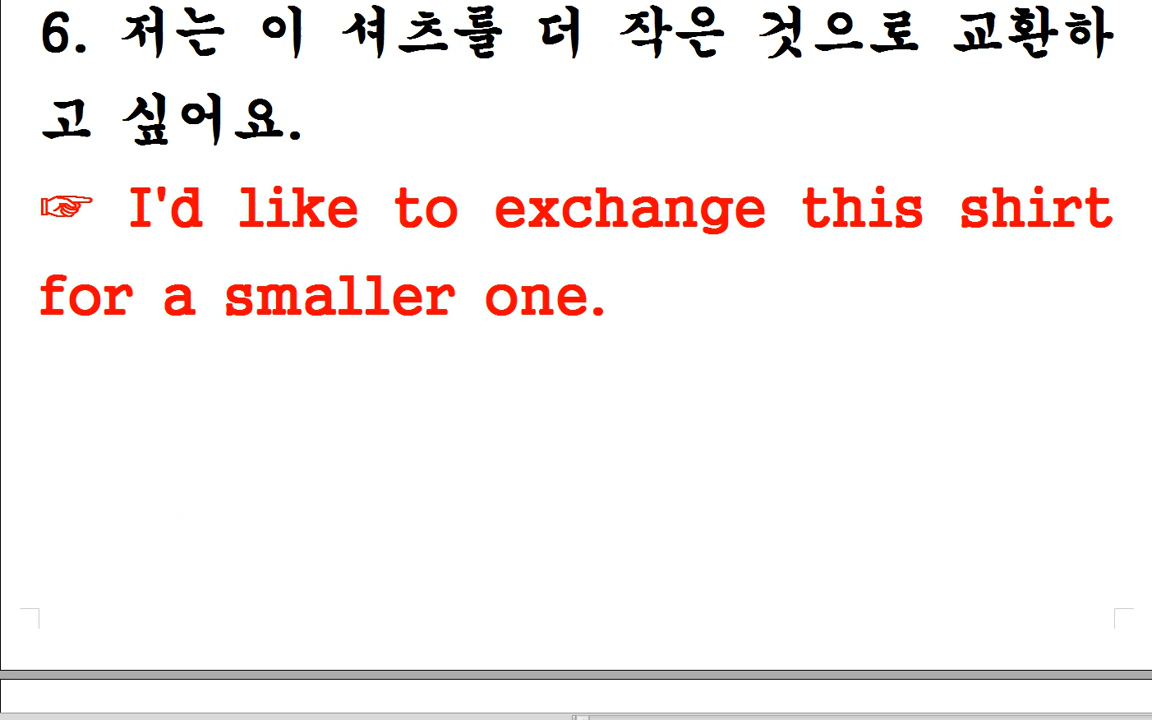 6. 저는 이 셔츠를 더 작은 것으로 교환하
고 싶어요.
☞ I'd like to exchange this shirt
for a smaller one.